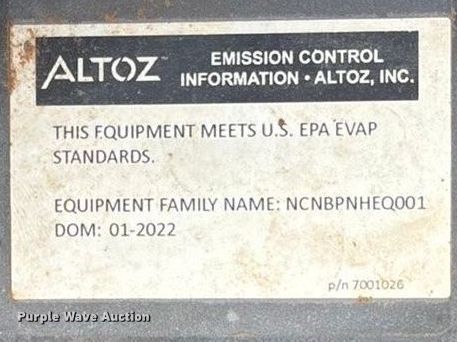 ALTOZ™ EMISSION CONTROL
INFORMATION • ALTOZ, INC.
THIS EQUIPMENT MEETS U.S. EPA EVAP
STANDARDS.
EQUIPMENT FAMILY NAME: NCNBPNHEQ001
DOM: 01-2022
p/n 7001026
Purple Wave Auction